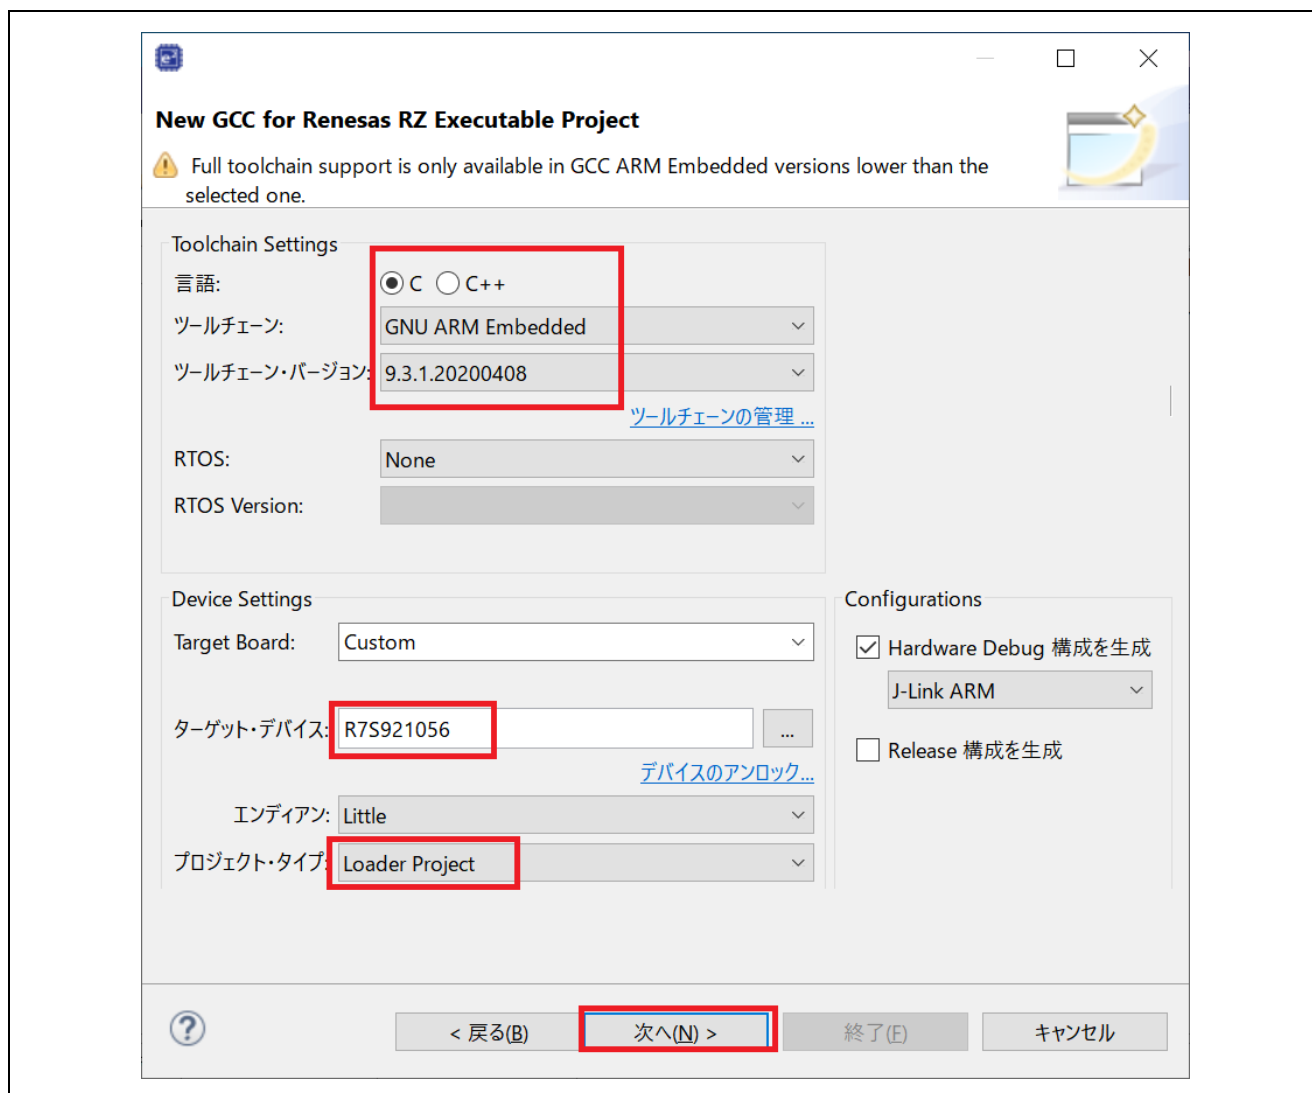 New GCC for Renesas RZ Executable Project
Full toolchain support is only available in GCC ARM Embedded versions lower than the
selected one.
Toolchain Settings
言語: C C++
ツールチェーン: GNU ARM Embedded
ツールチェーン・バージョン: 9.3.1.20200408
ツールチェーンの管理 ...
RTOS: None
RTOS Version:
Device Settings
Target Board: Custom
ターゲット・デバイス: R7S921056 ...
デバイスのアンロック...
エンディアン: Little
プロジェクト・タイプ: Loader Project
Configurations
Hardware Debug 構成を生成
J-Link ARM
Release 構成を生成
? < 戻る(B) 次へ(N) > 終了(F) キャンセル